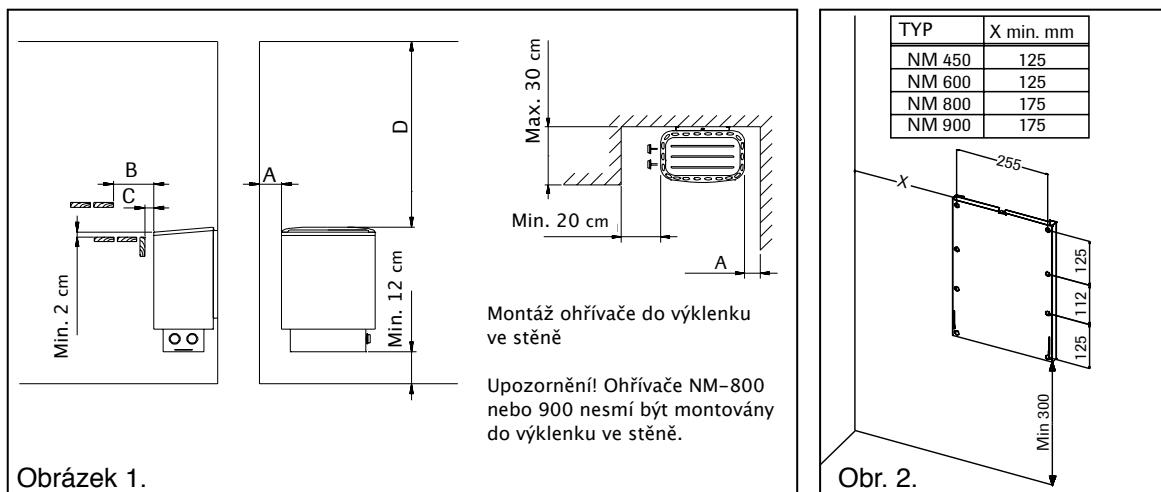 D
B
A
C
Min. 2 cm
Min. 12 cm
Max. 30 cm
Min. 20 cm
A
Montáž ohřívače do výklenku
ve stěně
Upozornění! Ohřívače NM-800
nebo 900 nesmí být montovány
do výklenku ve stěně.
Obrázek 1.
TYP X min. mm
NM 450 125
NM 600 125
NM 800 175
NM 900 175
255
X
125
112
125
Min 300
Obr. 2.